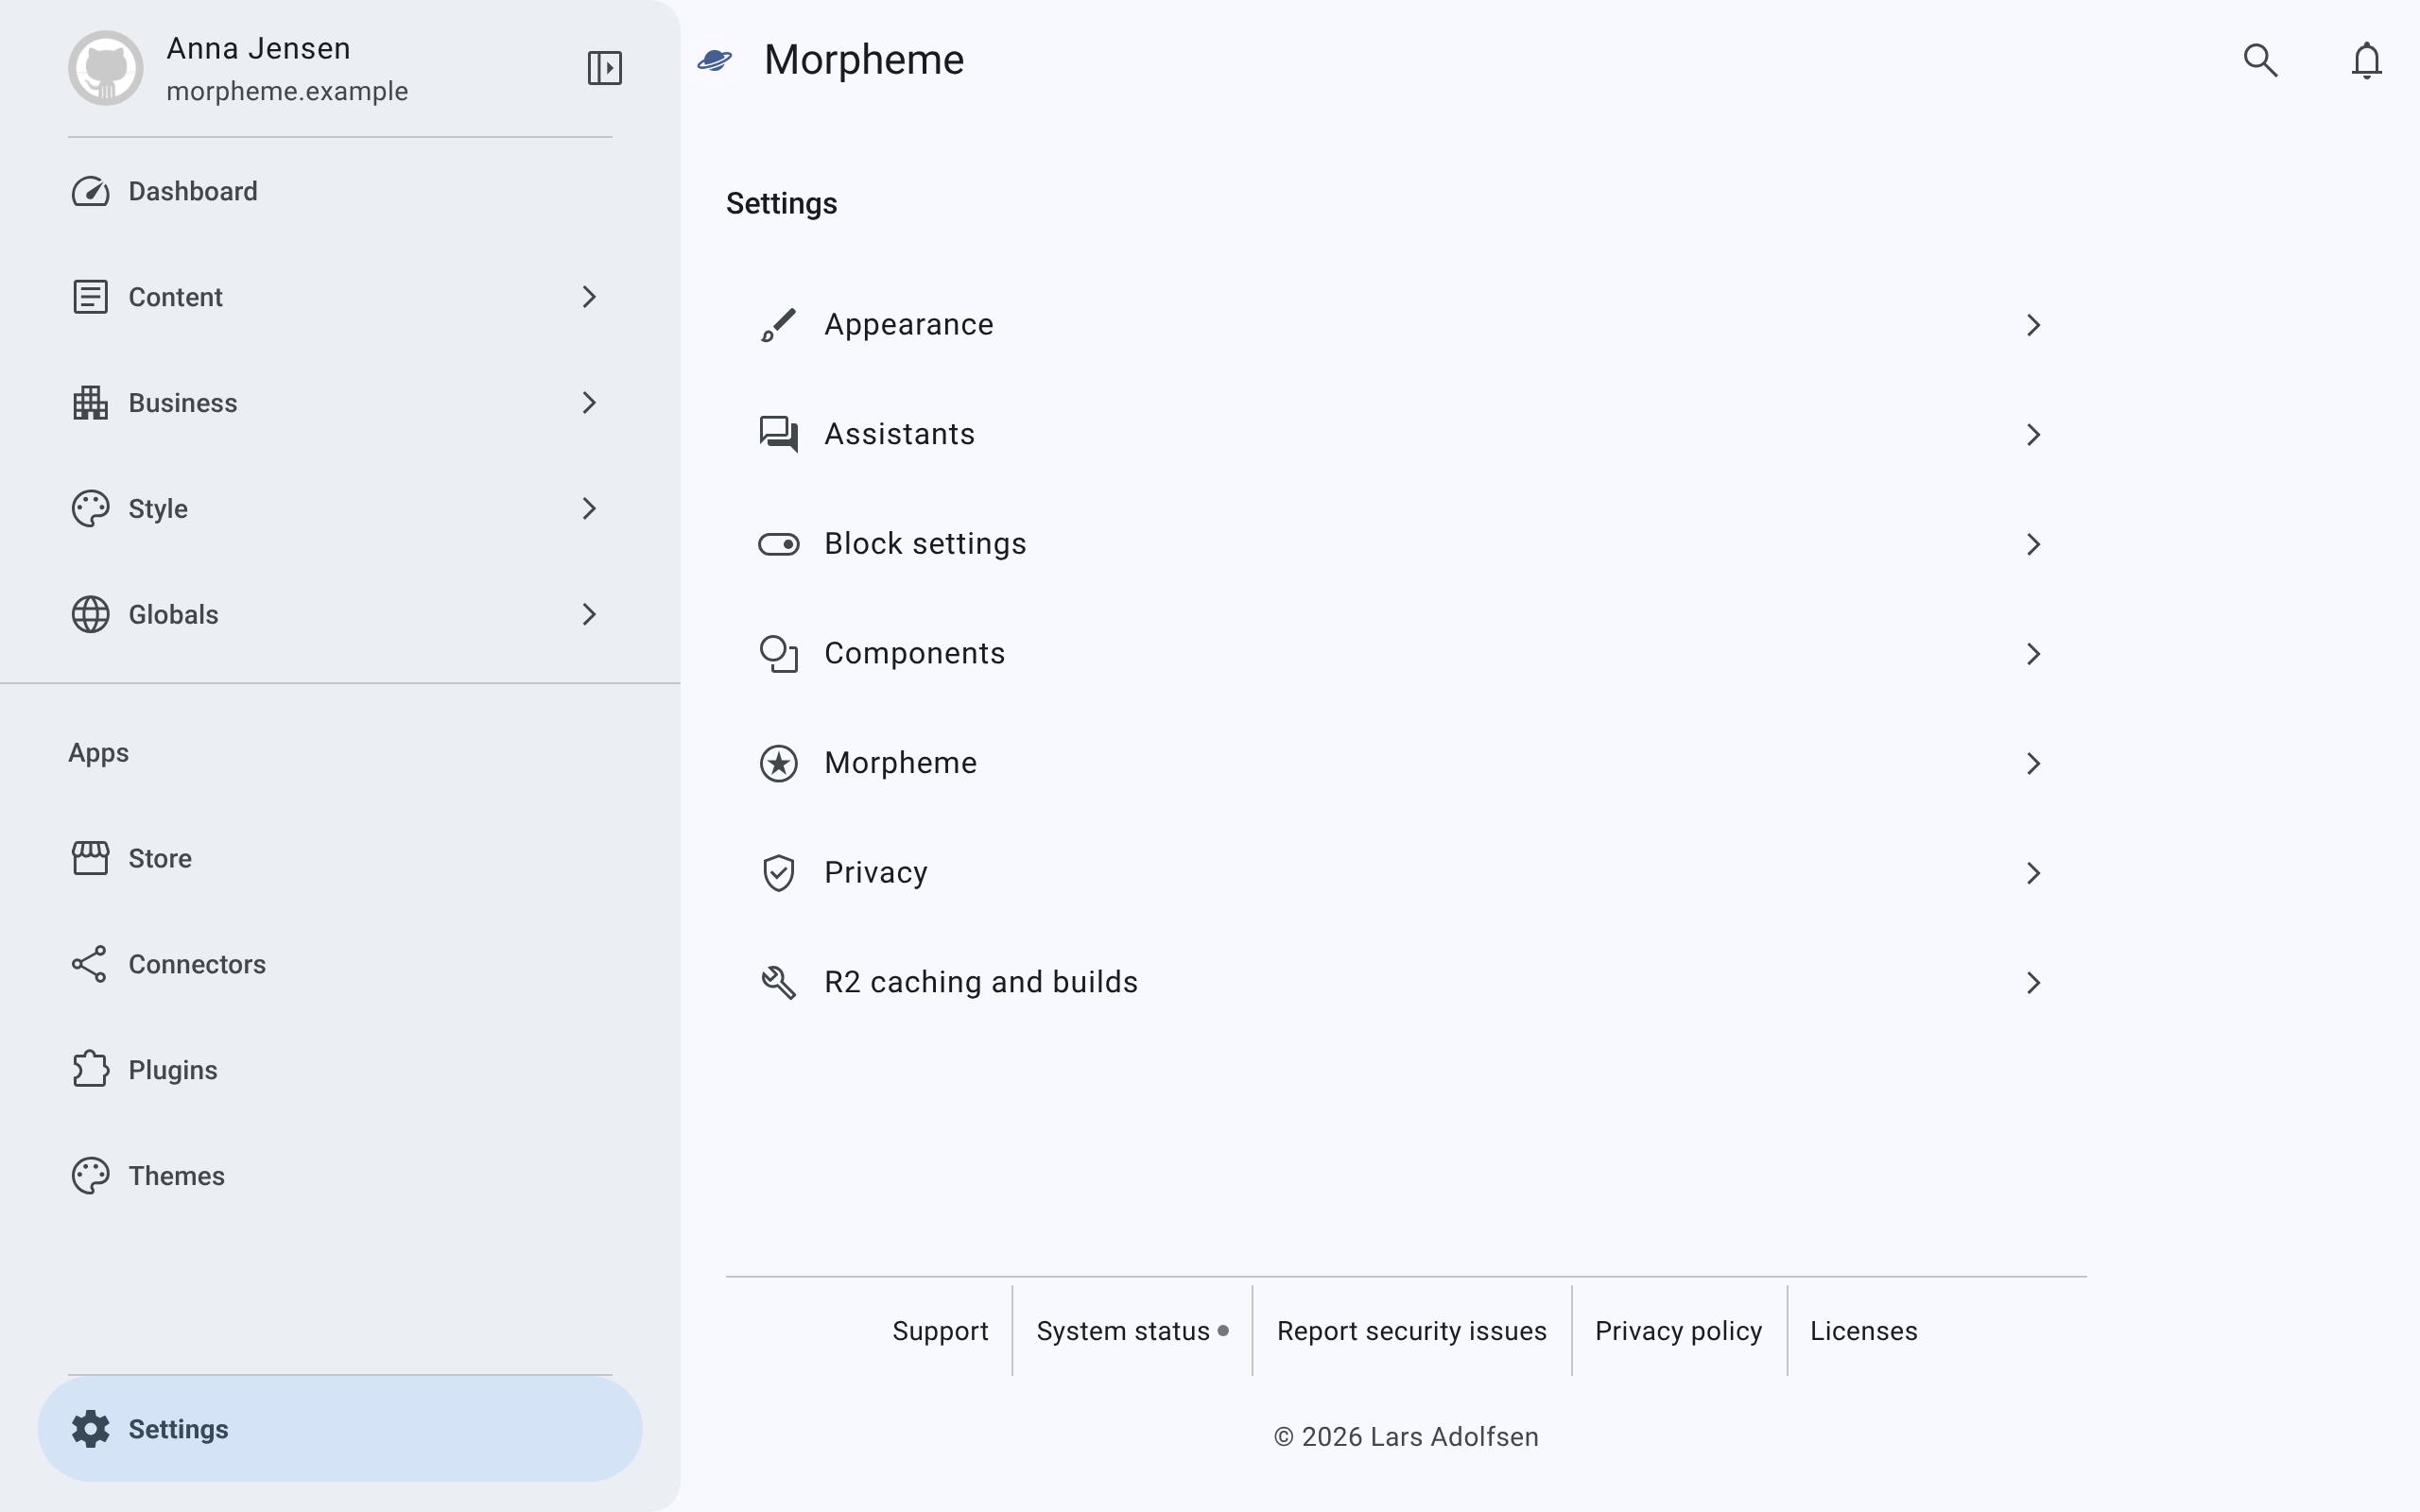 Anna Jensen
morpheme.example
Dashboard
Content
Business
Style
Globals
Apps
Store
Connectors
Plugins
Themes
Settings
Morpheme
Settings
Appearance
Assistants
Block settings
Components
Morpheme
Privacy
R2 caching and builds
Support
System status
Report security issues
Privacy policy
Licenses
© 2026 Lars Adolfsen